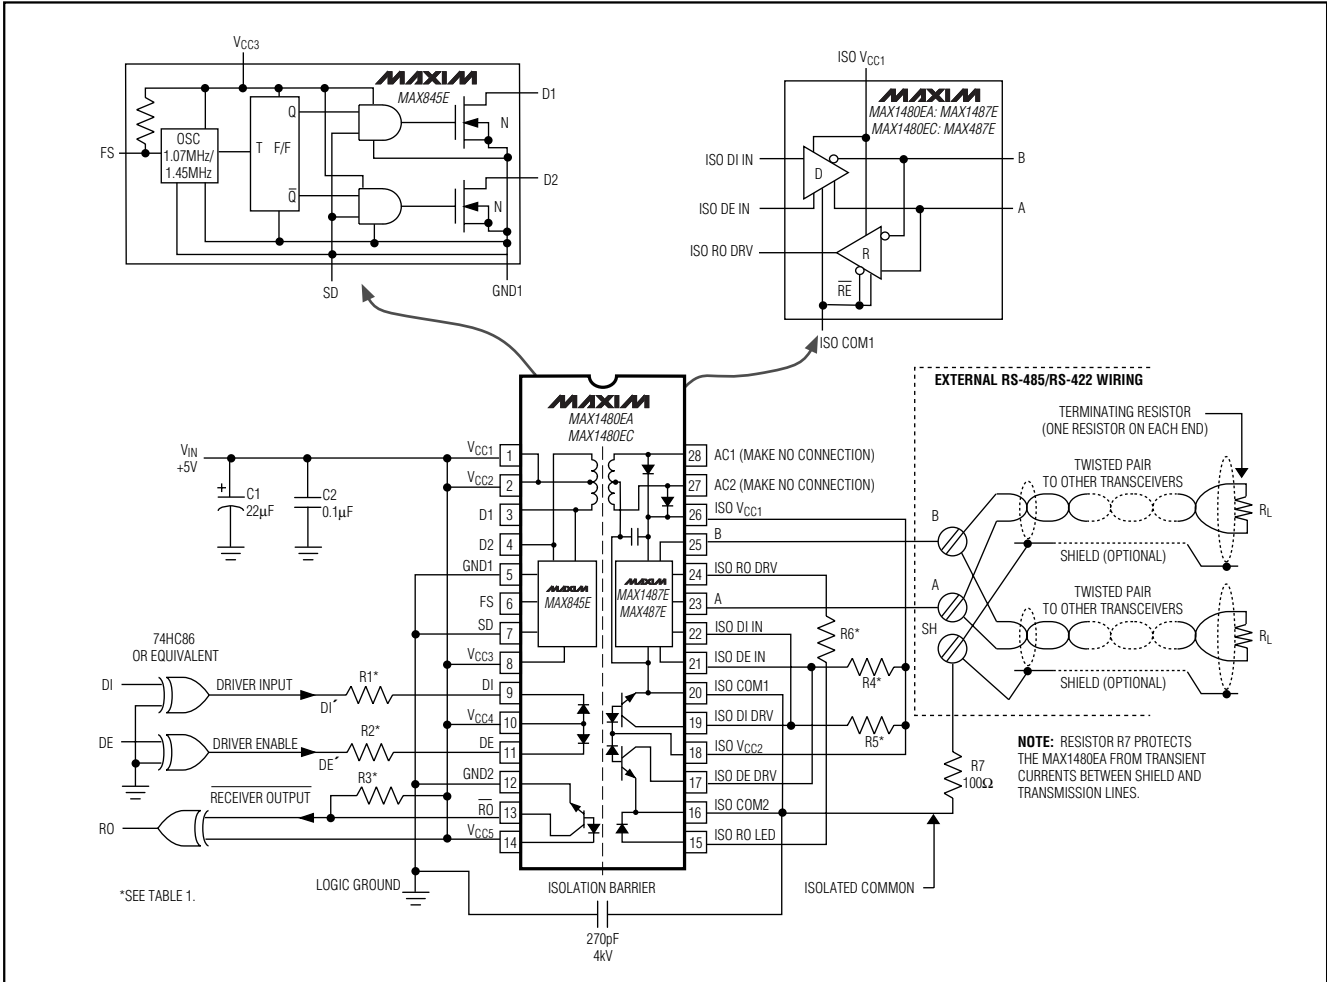 VCC3
MAXIM
MAX845E
D1
Q
N
OSC
1.07MHz/
1.45MHz
T F/F
FS
Q̅
D2
N
SD
GND1
ISO VCC1
MAXIM
MAX1480EA: MAX1487E
MAX1480EC: MAX487E
ISO DI IN
B
D
ISO DE IN
A
ISO RO DRV
R
R̅E̅
ISO COM1
MAXIM
MAX1480EA
MAX1480EC
VIN
+5V
C1
22µF
C2
0.1µF
VCC1
1
VCC2
2
D1
3
D2
4
GND1
5
FS
6
SD
7
VCC3
8
DI
9
VCC4
10
DE
11
GND2
12
R̅O̅
13
VCC5
14
MAXIM
MAX845E
MAXIM
MAX1487E
MAX487E
28
AC1 (MAKE NO CONNECTION)
27
AC2 (MAKE NO CONNECTION)
26
ISO VCC1
25
B
24
ISO RO DRV
23
A
22
ISO DI IN
21
ISO DE IN
20
ISO COM1
19
ISO DI DRV
18
ISO VCC2
17
ISO DE DRV
16
ISO COM2
15
ISO RO LED
R6*
R4*
R5*
74HC86
OR EQUIVALENT
DI
DRIVER INPUT
DI´
R1*
DE
DRIVER ENABLE
DE´
R2*
R3*
R̅E̅C̅E̅I̅V̅E̅R̅ O̅U̅T̅P̅U̅T̅
RO
*SEE TABLE 1.
LOGIC GROUND
ISOLATION BARRIER
270pF
4kV
ISOLATED COMMON
R7
100Ω
EXTERNAL RS-485/RS-422 WIRING
TERMINATING RESISTOR
(ONE RESISTOR ON EACH END)
TWISTED PAIR
TO OTHER TRANSCEIVERS
B
RL
SHIELD (OPTIONAL)
A
TWISTED PAIR
TO OTHER TRANSCEIVERS
SH
RL
SHIELD (OPTIONAL)
NOTE: RESISTOR R7 PROTECTS
THE MAX1480EA FROM TRANSIENT
CURRENTS BETWEEN SHIELD AND
TRANSMISSION LINES.